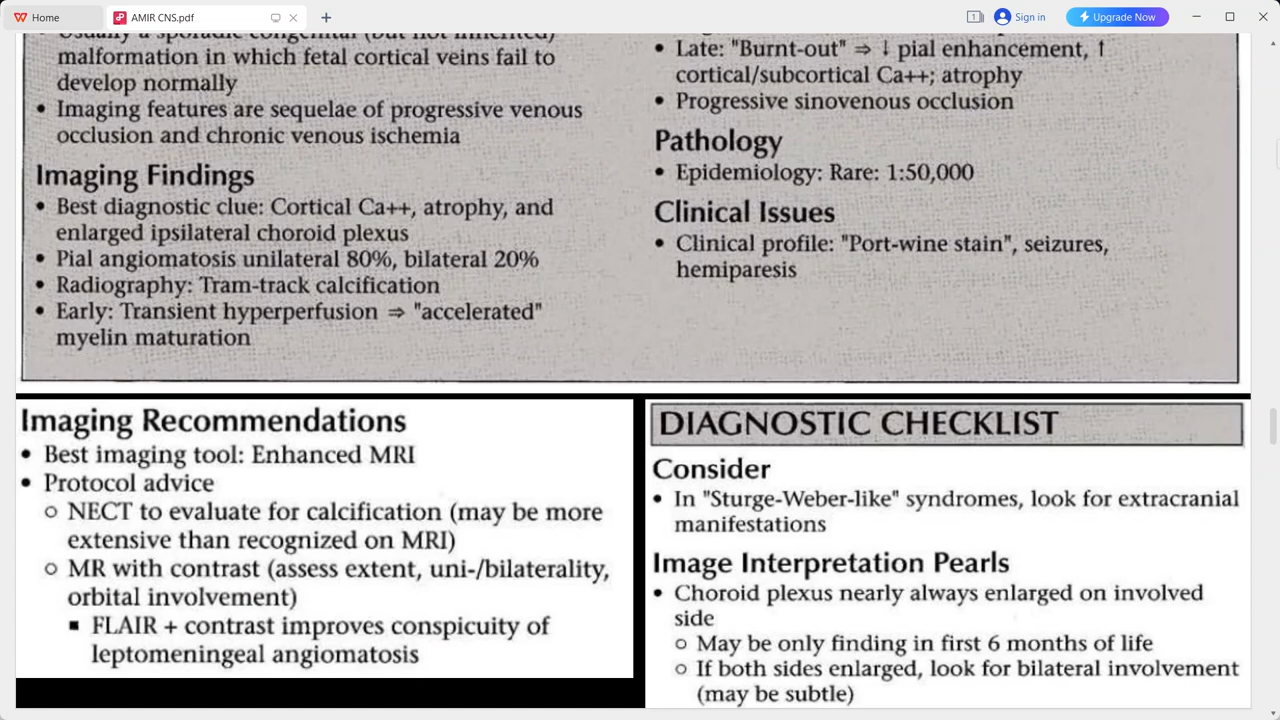 Home
AMIR CNS.pdf
1
Sign in
Upgrade Now
Usually a sporadic congenital (but not inherited)
malformation in which fetal cortical veins fail to
develop normally
• Imaging features are sequelae of progressive venous
occlusion and chronic venous ischemia
Imaging Findings
• Best diagnostic clue: Cortical Ca++, atrophy, and
enlarged ipsilateral choroid plexus
• Pial angiomatosis unilateral 80%, bilateral 20%
• Radiography: Tram-track calcification
• Early: Transient hyperperfusion ⇒ "accelerated"
myelin maturation
• Late: "Burnt-out" ⇒ ↓ pial enhancement, ↑
cortical/subcortical Ca++; atrophy
• Progressive sinovenous occlusion
Pathology
• Epidemiology: Rare: 1:50,000
Clinical Issues
• Clinical profile: "Port-wine stain", seizures,
hemiparesis
Imaging Recommendations
• Best imaging tool: Enhanced MRI
• Protocol advice
○ NECT to evaluate for calcification (may be more
extensive than recognized on MRI)
○ MR with contrast (assess extent, uni-/bilaterality,
orbital involvement)
▪ FLAIR + contrast improves conspicuity of
leptomeningeal angiomatosis
DIAGNOSTIC CHECKLIST
Consider
• In "Sturge-Weber-like" syndromes, look for extracranial
manifestations
Image Interpretation Pearls
• Choroid plexus nearly always enlarged on involved
side
○ May be only finding in first 6 months of life
○ If both sides enlarged, look for bilateral involvement
(may be subtle)